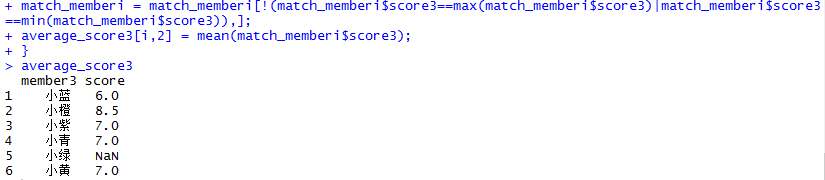 + match_memberi = match_memberi[!(match_memberi$score3==max(match_memberi$score3)|match_memberi$score3
==min(match_memberi$score3)),];
+ average_score3[i,2] = mean(match_memberi$score3);
+ }
> average_score3
member3 score
1 小蓝 6.0
2 小橙 8.5
3 小紫 7.0
4 小青 7.0
5 小绿 NaN
6 小黄 7.0